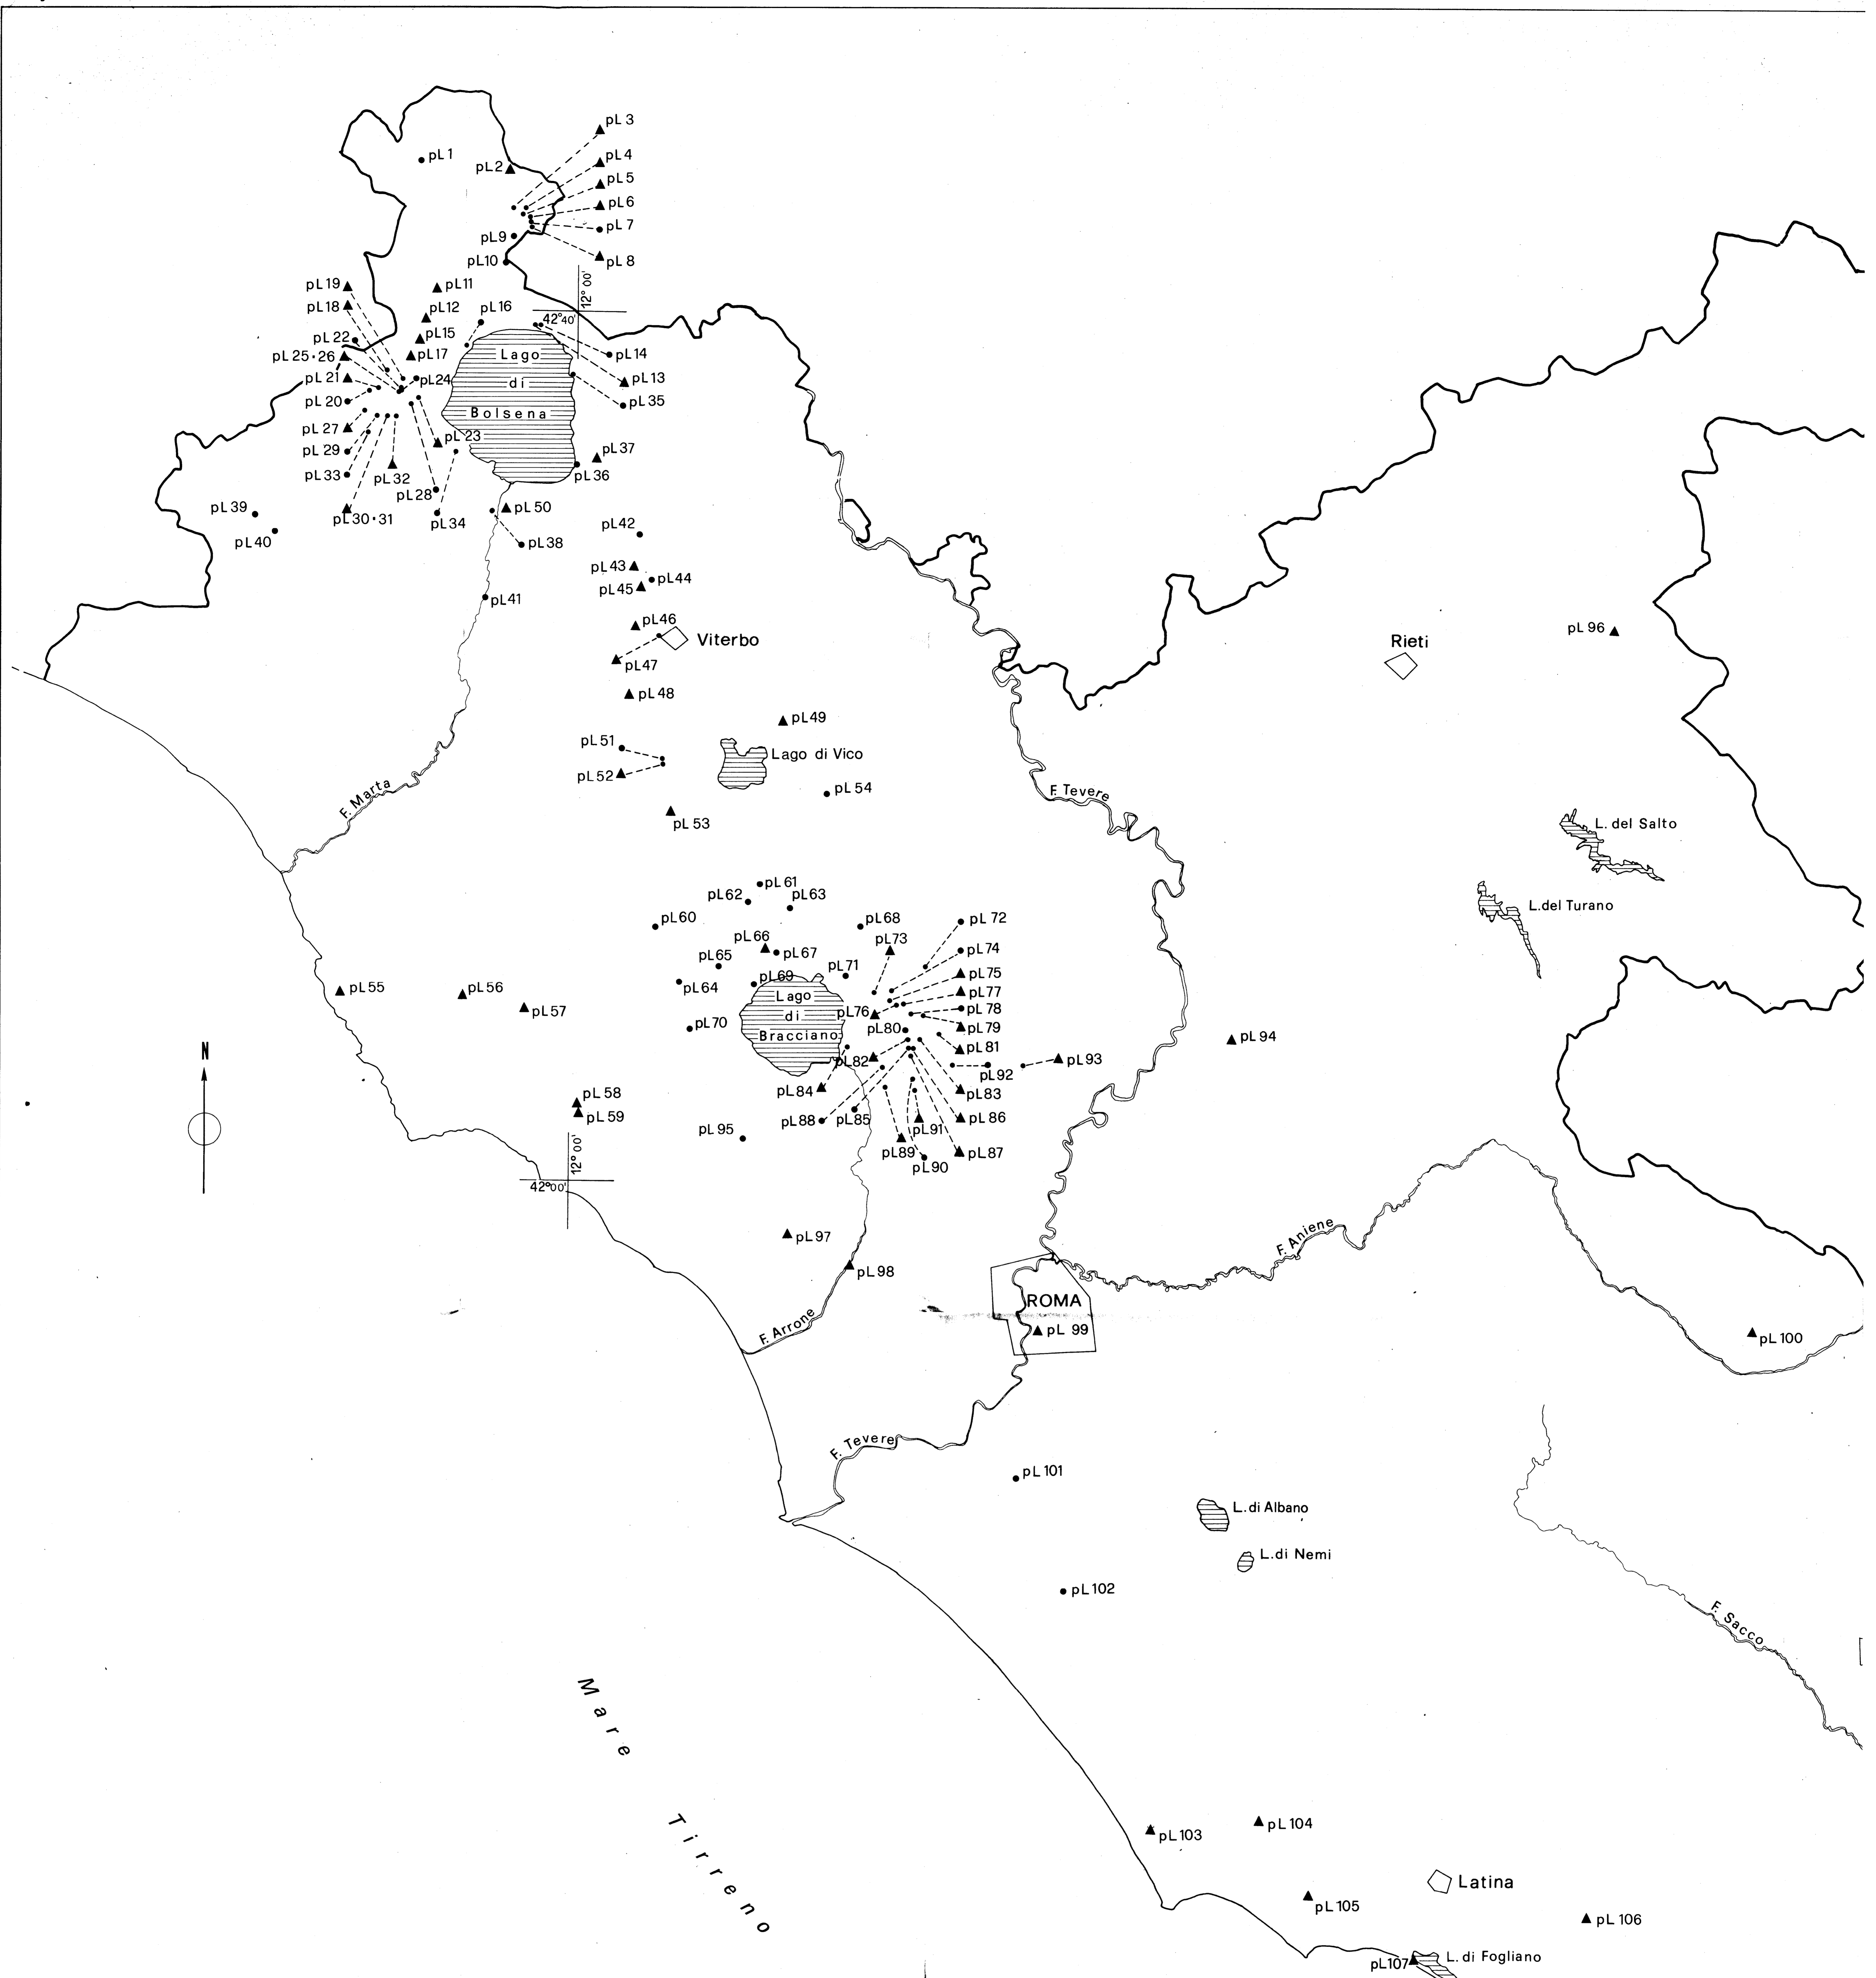 pL 3
pL 1
pL 2
pL 4
pL 5
pL 6
pL 7
pL 9
pL 8
pL10
12° 00'
42° 40'
pL 19
pL 11
pL 18
pL 12
pL 16
pL 22
pL 15
pL 25 • 26
pL 17
Lago
di
Bolsena
pL 14
pL 21
pL 24
pL 13
pL 20
pL 35
pL 27
pL 23
pL 29
pL 37
pL 33
pL 32
pL 36
pL 28
pL 39
pL 30 • 31
pL 34
pL 50
pL 40
pL 42
pL 38
pL 43
pL 44
pL 45
pL 41
pL 46
Viterbo
Rieti
pL 96
pL 47
pL 48
pL 49
pL 51
Lago di Vico
pL 52
pL 54
F. Marta
F. Tevere
pL 53
L. del Salto
pL 61
pL 62
pL 63
L.del Turano
pL 60
pL 68
pL 72
pL 66
pL 73
pL 67
pL 74
pL 65
pL 71
pL 75
pL 64
pL 69
Lago
di
Bracciano
pL 77
pL 55
pL 56
pL 57
pL 76
pL 78
pL 70
pL 80
pL 79
pL 94
pL 81
N
pL 82
pL 93
pL 92
pL 58
pL 84
pL 83
pL 59
pL 88
pL 85
pL 86
pL 95
pL 91
pL 89
pL 87
pL 90
12° 00'
42° 00'
pL 97
F. Aniene
pL 98
ROMA
F. Arrone
pL 99
pL 100
F. Tevere
pL 101
L. di Albano
L. di Nemi
pL 102
F. Sacco
Mare
Tirreno
pL 103
pL 104
Latina
pL 105
pL 106
pL 107
L. di Fogliano